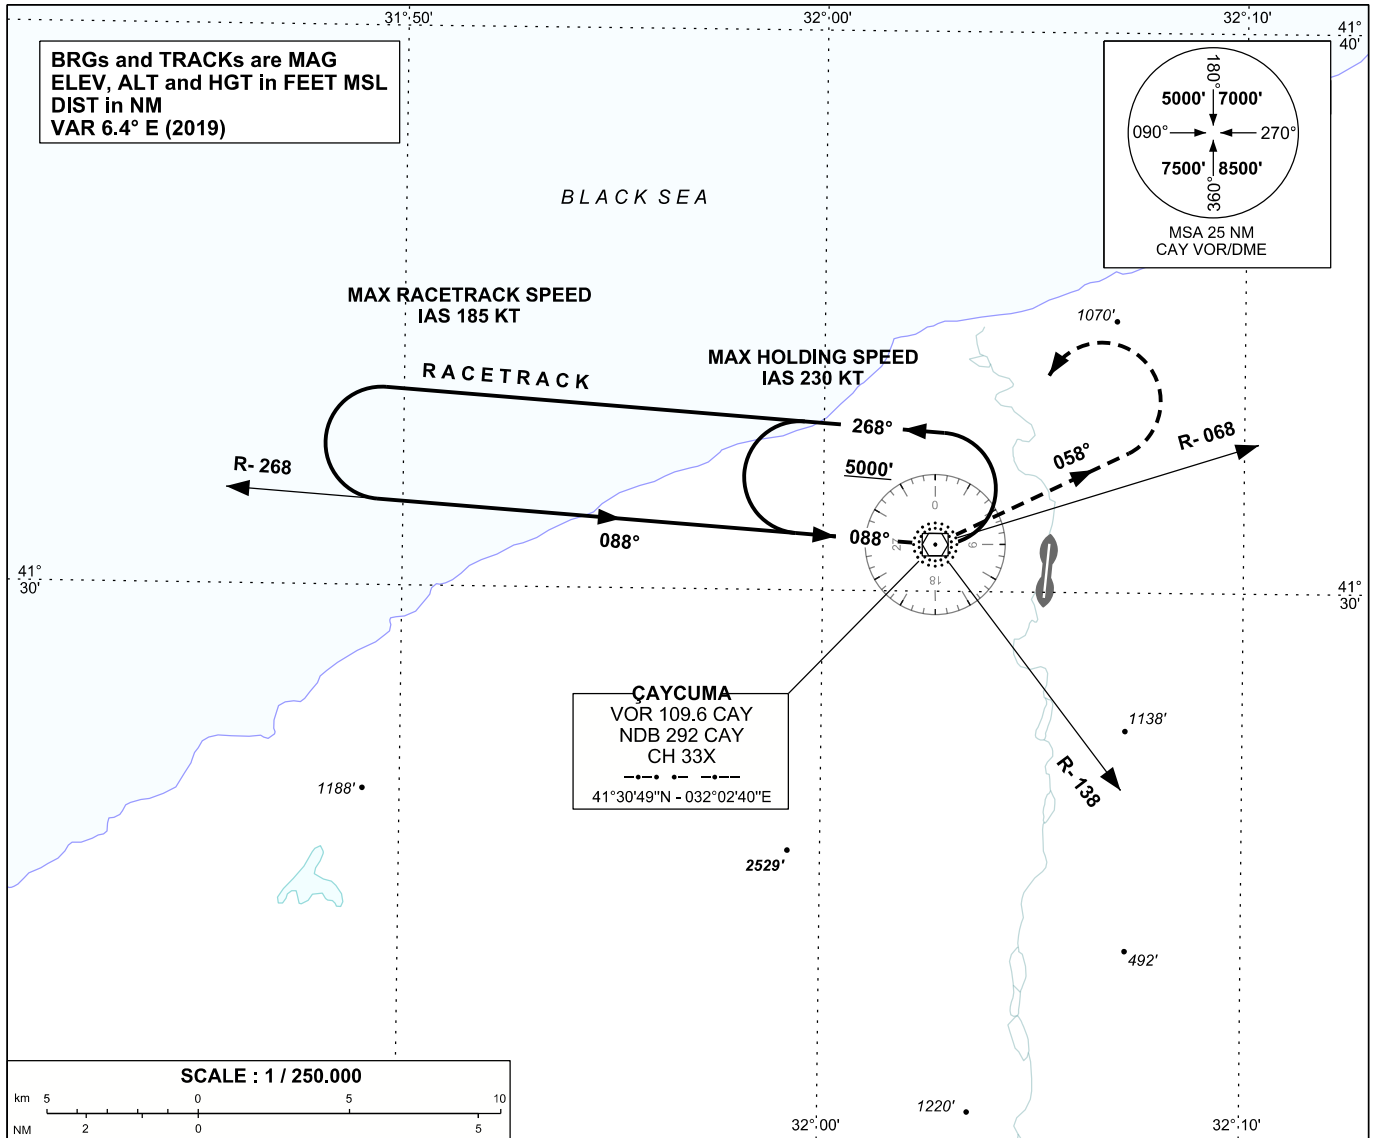 31°50'
32°00'
32°10'
41°
40'
BRGs and TRACKs are MAG
ELEV, ALT and HGT in FEET MSL
DIST in NM
VAR 6.4° E (2019)
180°
5000' 7000'
090° 270°
7500' 8500'
360°
MSA 25 NM
CAY VOR/DME
BLACK SEA
MAX RACETRACK SPEED
IAS 185 KT
1070'
MAX HOLDING SPEED
IAS 230 KT
RACETRACK
268°
R- 068
058°
R- 268
5000'
088°
088°
0
9
18
27
41°
30'
41°
30'
ÇAYCUMA
VOR 109.6 CAY
NDB 292 CAY
CH 33X
41°30'49"N - 032°02'40"E
1138'
R- 138
1188'
2529'
492'
SCALE : 1 / 250.000
km 5 0 5 10
NM 2 0 5
1220'
32°00'
32°10'